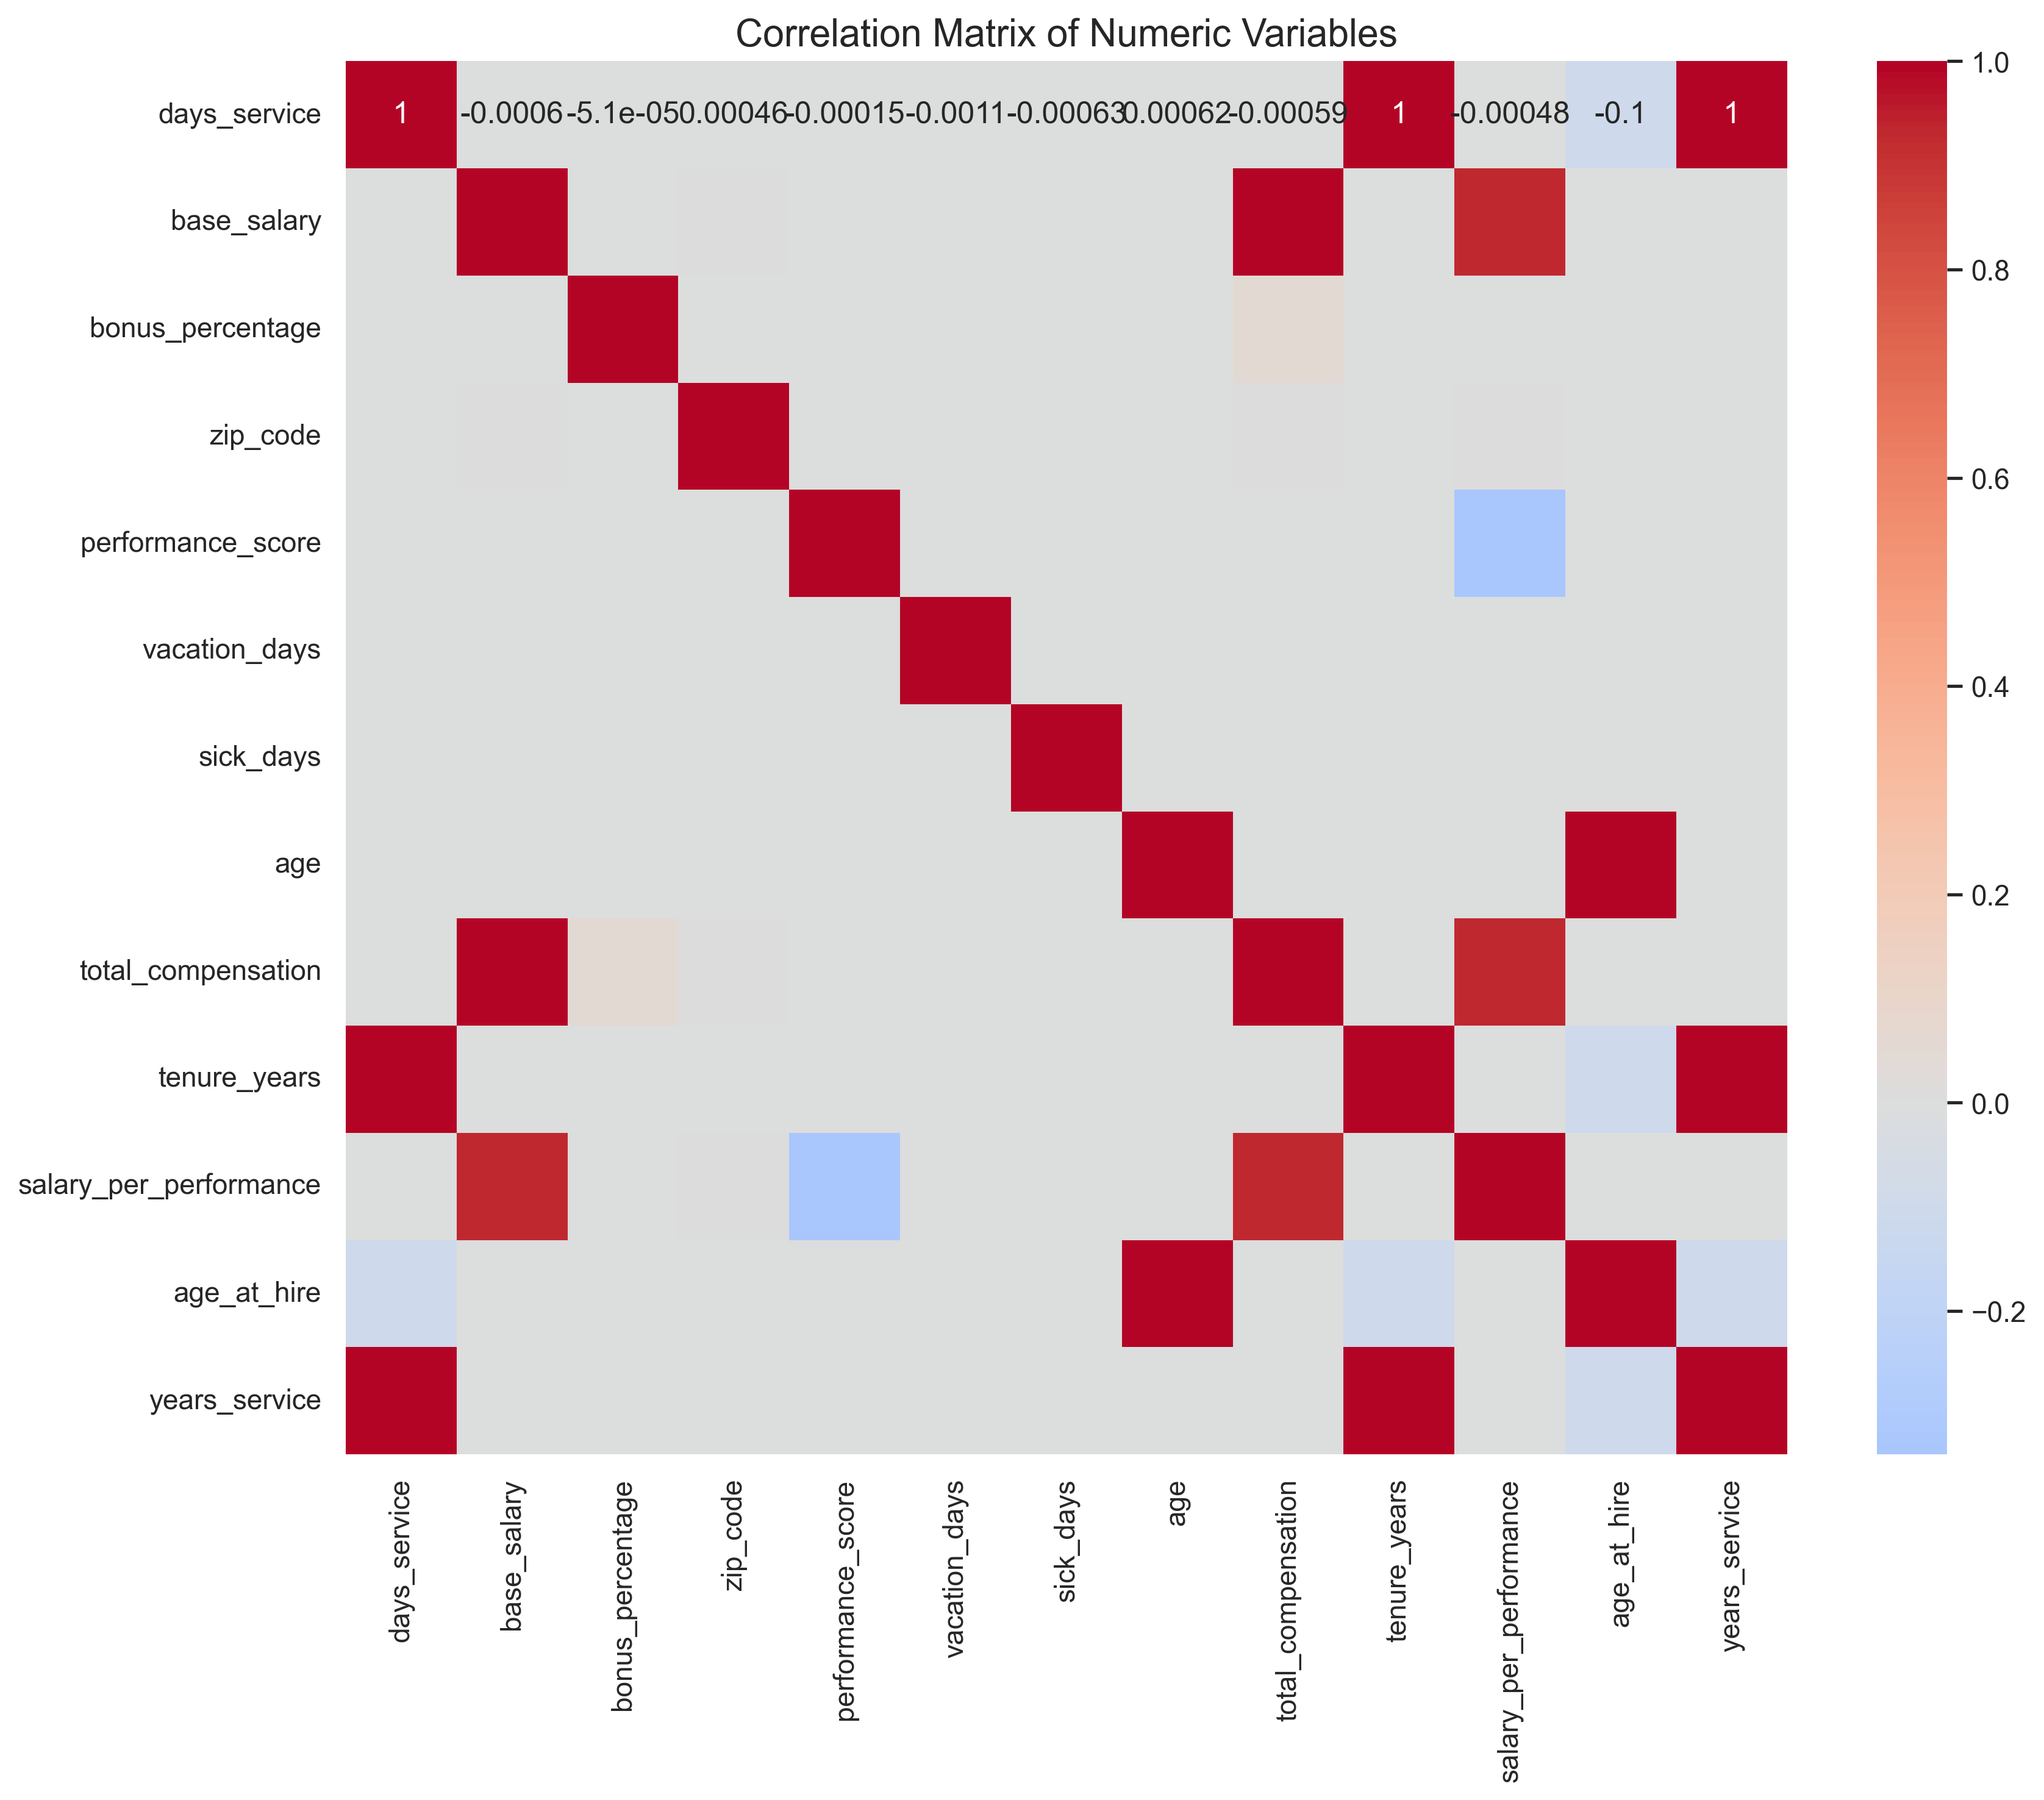 Correlation Matrix of Numeric Variables
days_service 1 -0.0006 -5.1e-05 0.00046 -0.00015 -0.0011 -0.00063 0.00062 -0.00059 1 -0.00048 -0.1 1
base_salary
bonus_percentage
zip_code
performance_score
vacation_days
sick_days
age
total_compensation
tenure_years
salary_per_performance
age_at_hire
years_service
days_service
base_salary
bonus_percentage
zip_code
performance_score
vacation_days
sick_days
age
total_compensation
tenure_years
salary_per_performance
age_at_hire
years_service
1.0
0.8
0.6
0.4
0.2
0.0
−0.2